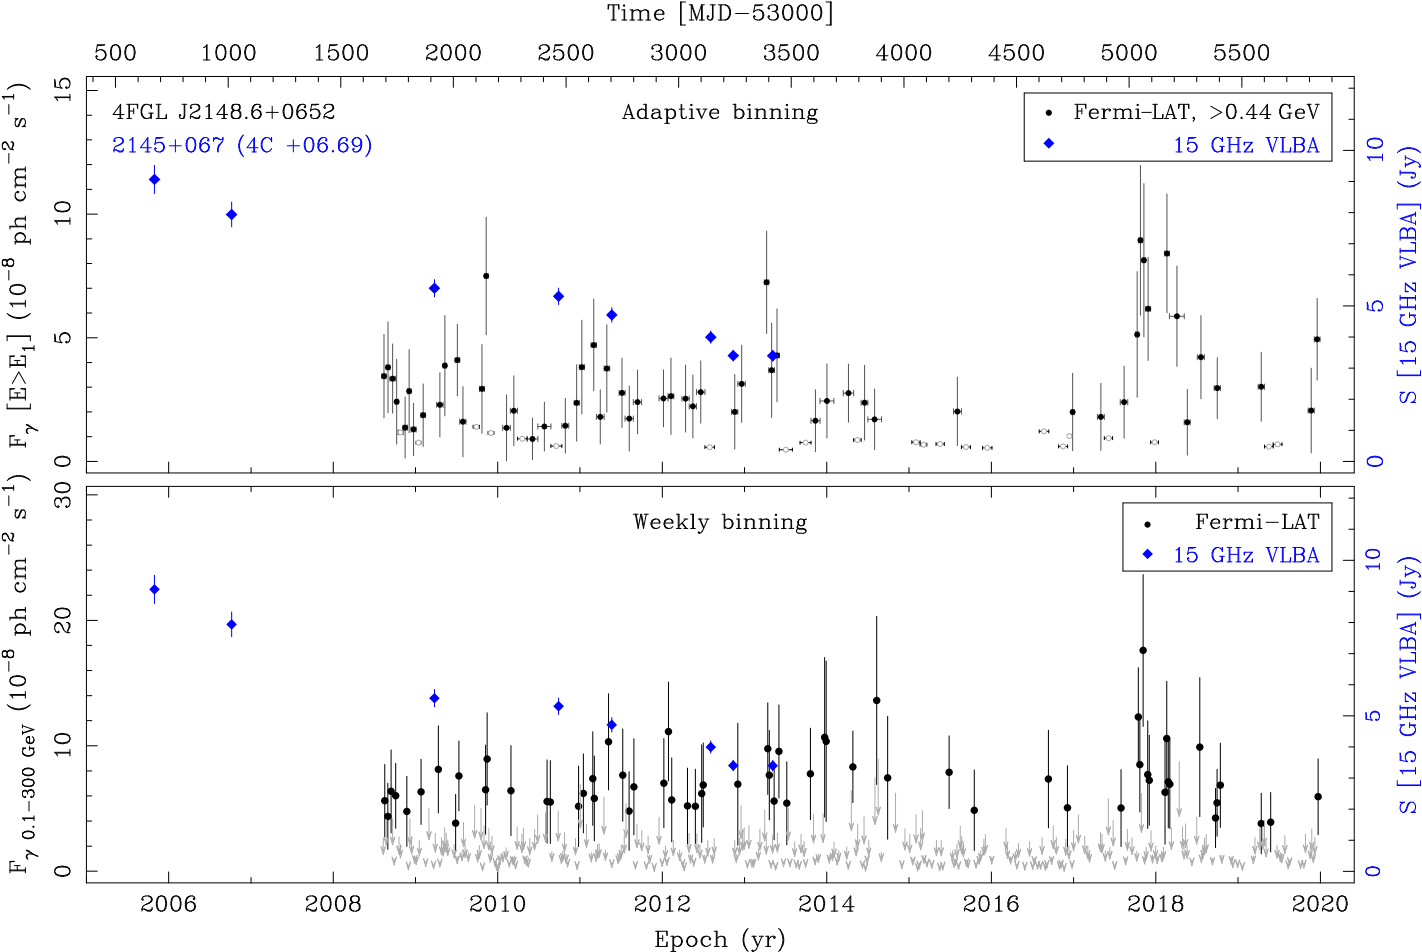 Time [MJD−53000]
500 1000 1500 2000 2500 3000 3500 4000 4500 5000 5500
4FGL J2148.6+0652
2145+067 (4C +06.69)
Adaptive binning
Fermi−LAT, >0.44 GeV
15 GHz VLBA
15
10
5
0
F_γ [E>E_1] (10^−8 ph cm^−2 s^−1)
10
5
0
S [15 GHz VLBA] (Jy)
Weekly binning
Fermi−LAT
15 GHz VLBA
30
20
10
0
F_γ 0.1−300 GeV (10^−8 ph cm^−2 s^−1)
10
5
0
S [15 GHz VLBA] (Jy)
2006 2008 2010 2012 2014 2016 2018 2020
Epoch (yr)